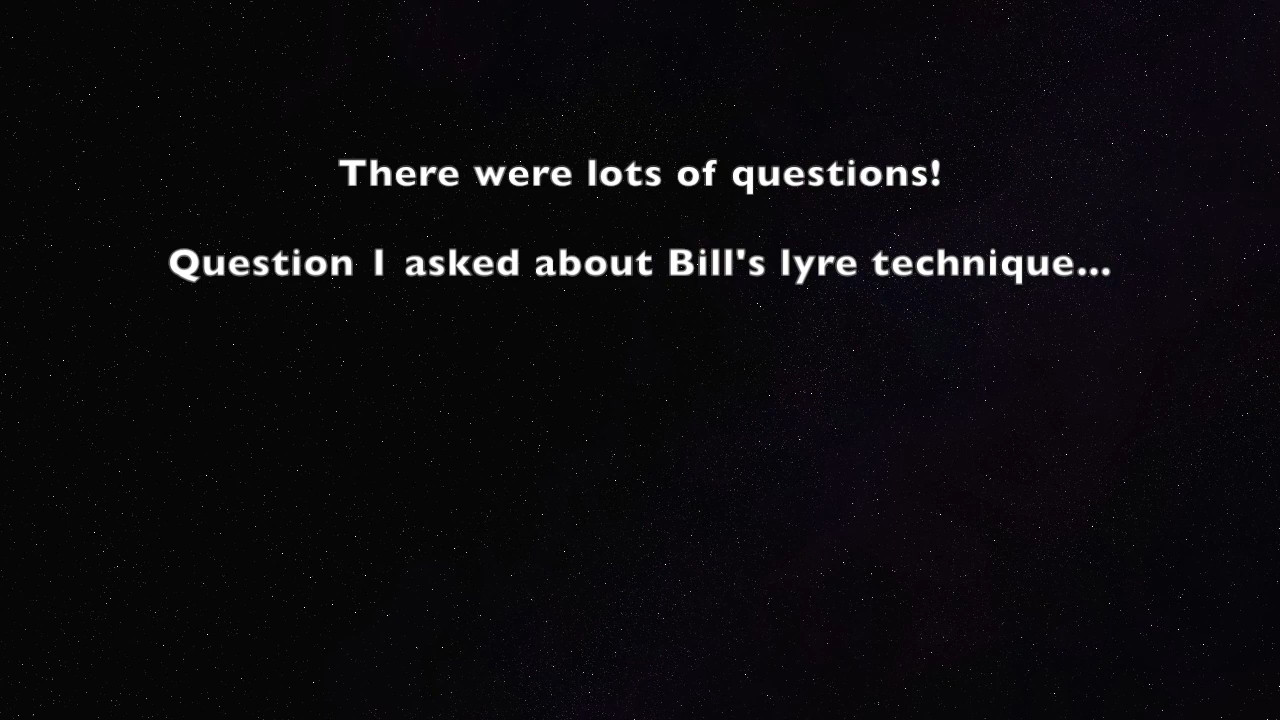 There were lots of questions!
Question 1 asked about Bill's lyre technique...